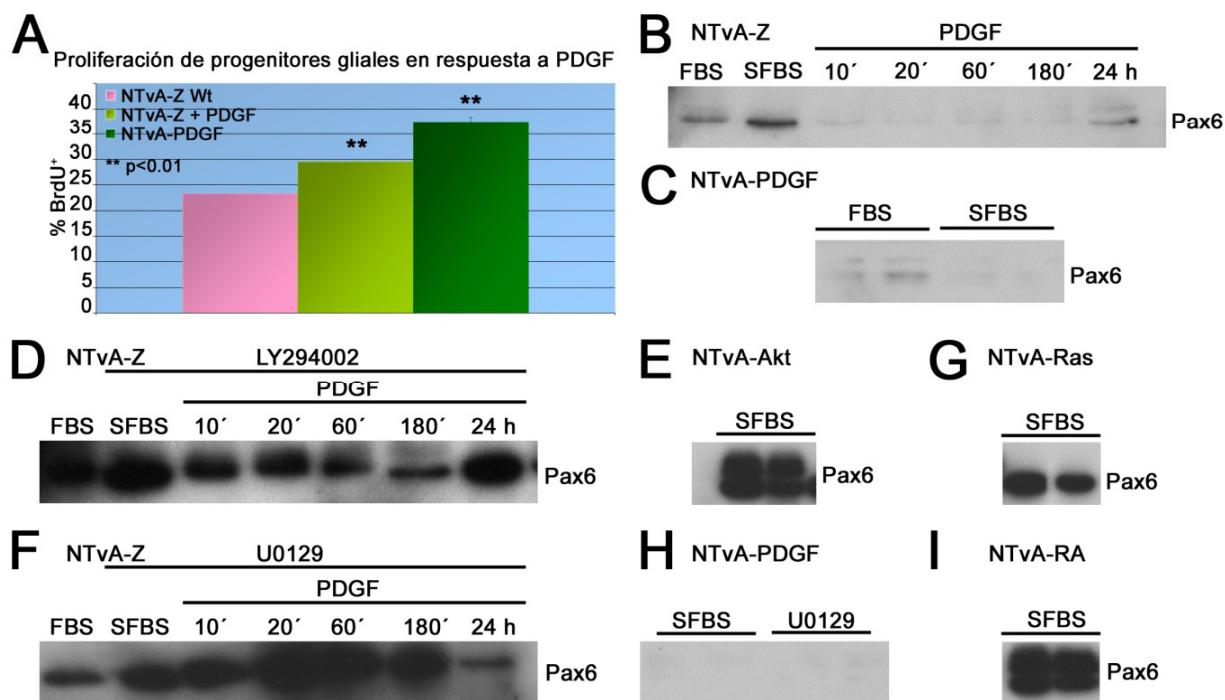 A
Proliferación de progenitores gliales en respuesta a PDGF
NTvA-Z Wt
NTvA-Z + PDGF
NTvA-PDGF
** p<0.01
**
**
% BrdU+
40
35
30
25
20
15
10
5
0
B NTvA-Z PDGF
FBS SFBS 10´ 20´ 60´ 180´ 24 h
Pax6
C NTvA-PDGF
FBS SFBS
Pax6
D NTvA-Z LY294002
PDGF
FBS SFBS 10´ 20´ 60´ 180´ 24 h
Pax6
E NTvA-Akt
SFBS
Pax6
G NTvA-Ras
SFBS
Pax6
F NTvA-Z U0129
PDGF
FBS SFBS 10´ 20´ 60´ 180´ 24 h
Pax6
H NTvA-PDGF
SFBS U0129
I NTvA-RA
SFBS
Pax6